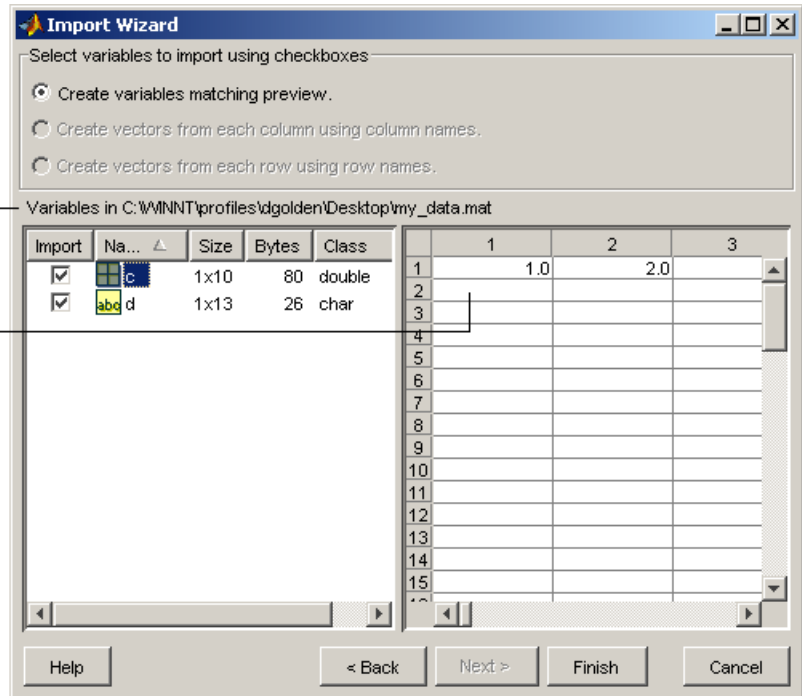 Import Wizard
Select variables to import using checkboxes
Create variables matching preview.
Create vectors from each column using column names.
Create vectors from each row using row names.
Variables in C:\WINNT\profiles\dgolden\Desktop\my_data.mat
Import Na... Size Bytes Class
c 1x10 80 double
abc d 1x13 26 char
1 2 3
1 1.0 2.0
2
3
4
5
6
7
8
9
10
11
12
13
14
15
Help < Back Next > Finish Cancel